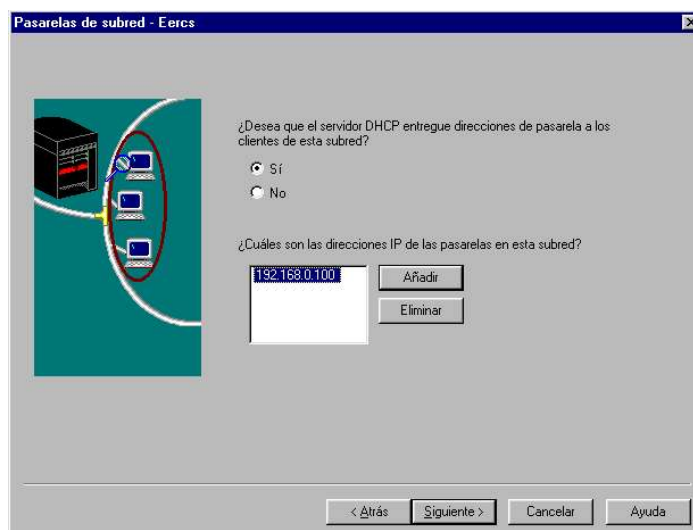 Pasarelas de subred - Eercs
¿Desea que el servidor DHCP entregue direcciones de pasarela a los
clientes de esta subred?
Sí
No
¿Cuáles son las direcciones IP de las pasarelas en esta subred?
192.168.0.100
Añadir
Eliminar
< Atrás
Siguiente >
Cancelar
Ayuda